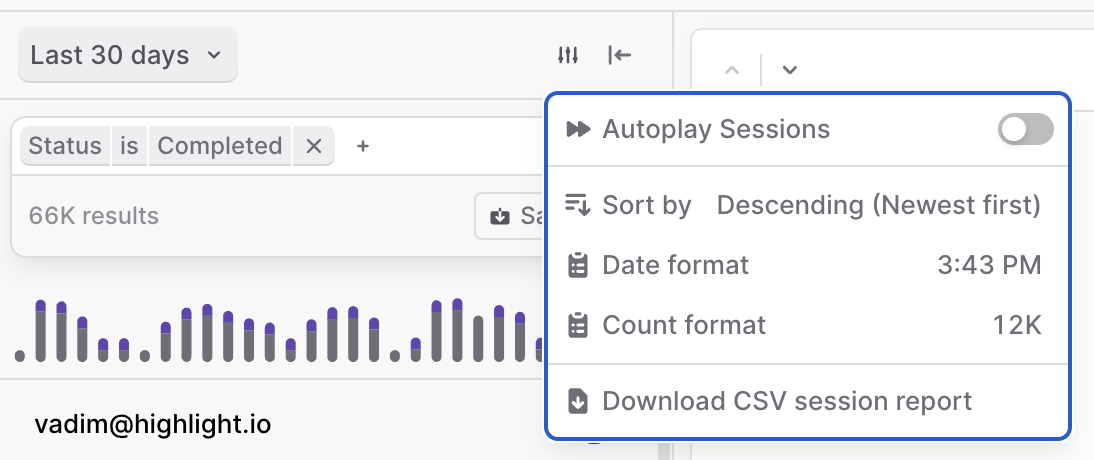 Last 30 days
Status is Completed
66K results
Autoplay Sessions
Sort by Descending (Newest first)
Date format 3:43 PM
Count format 12K
Download CSV session report
vadim@highlight.io